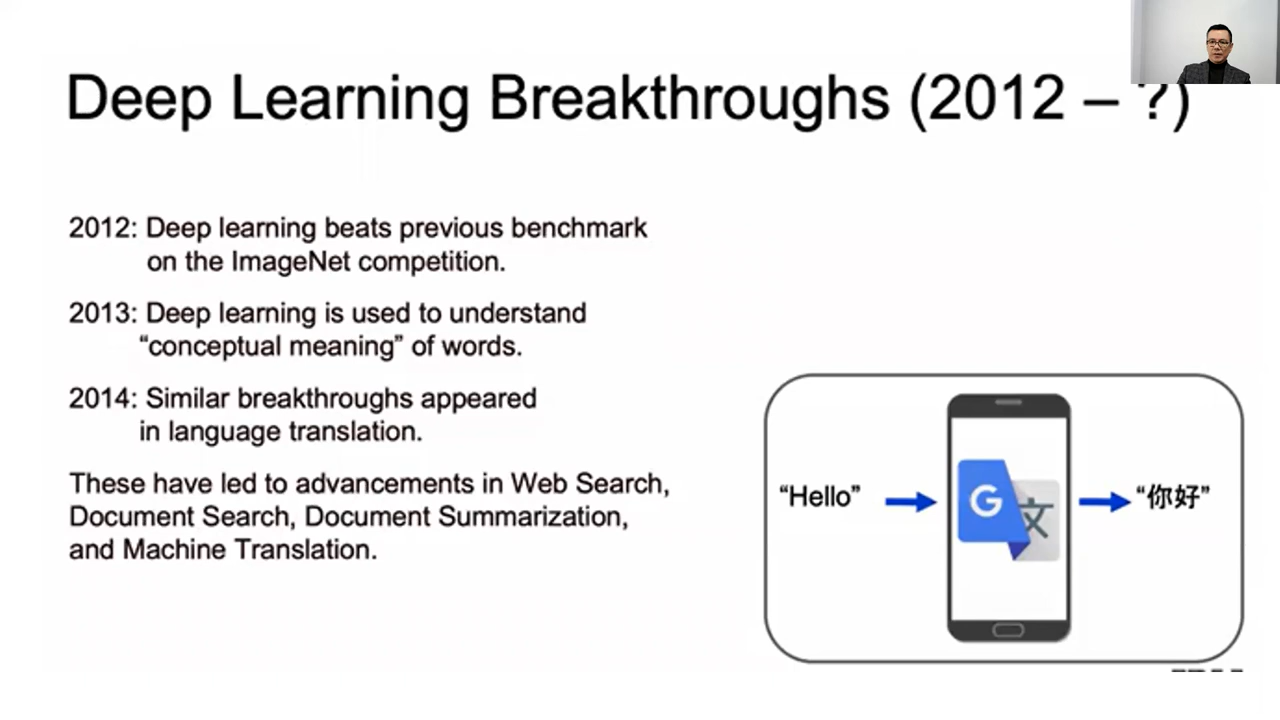 Deep Learning Breakthroughs (2012 – ?)
2012: Deep learning beats previous benchmark
on the ImageNet competition.
2013: Deep learning is used to understand
“conceptual meaning” of words.
2014: Similar breakthroughs appeared
in language translation.
These have led to advancements in Web Search,
Document Search, Document Summarization,
and Machine Translation.
“Hello”
G
文
“你好”